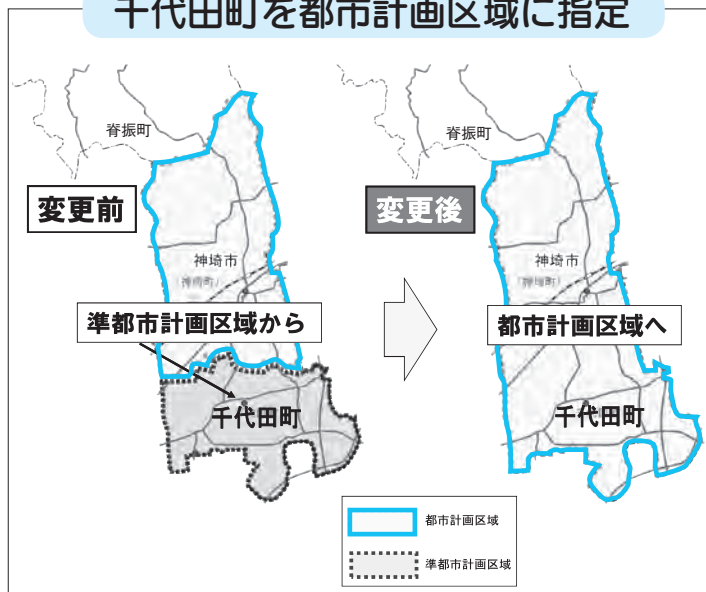 千代田町を都市計画区域に指定
脊振町
変更前
神埼市
(神埼町)
準都市計画区域から
千代田町
脊振町
変更後
神埼市
(神埼町)
都市計画区域へ
千代田町
都市計画区域
準都市計画区域